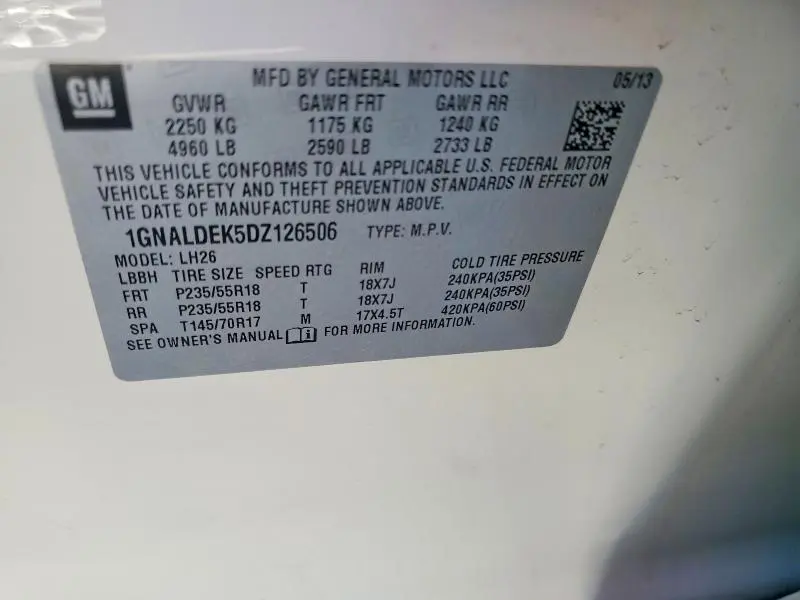 GM
MFD BY GENERAL MOTORS LLC 05/13
GVWR GAWR FRT GAWR RR
2250 KG 1175 KG 1240 KG
4960 LB 2590 LB 2733 LB
THIS VEHICLE CONFORMS TO ALL APPLICABLE U.S. FEDERAL MOTOR
VEHICLE SAFETY AND THEFT PREVENTION STANDARDS IN EFFECT ON
THE DATE OF MANUFACTURE SHOWN ABOVE.
1GNALDEK5DZ126506 TYPE: M.P.V.
MODEL: LH26
LBBH TIRE SIZE SPEED RTG RIM COLD TIRE PRESSURE
FRT P235/55R18 T 18X7J 240KPA(35PSI)
RR P235/55R18 T 18X7J 240KPA(35PSI)
SPA T145/70R17 M 17X4.5T 420KPA(60PSI)
SEE OWNER'S MANUAL FOR MORE INFORMATION.